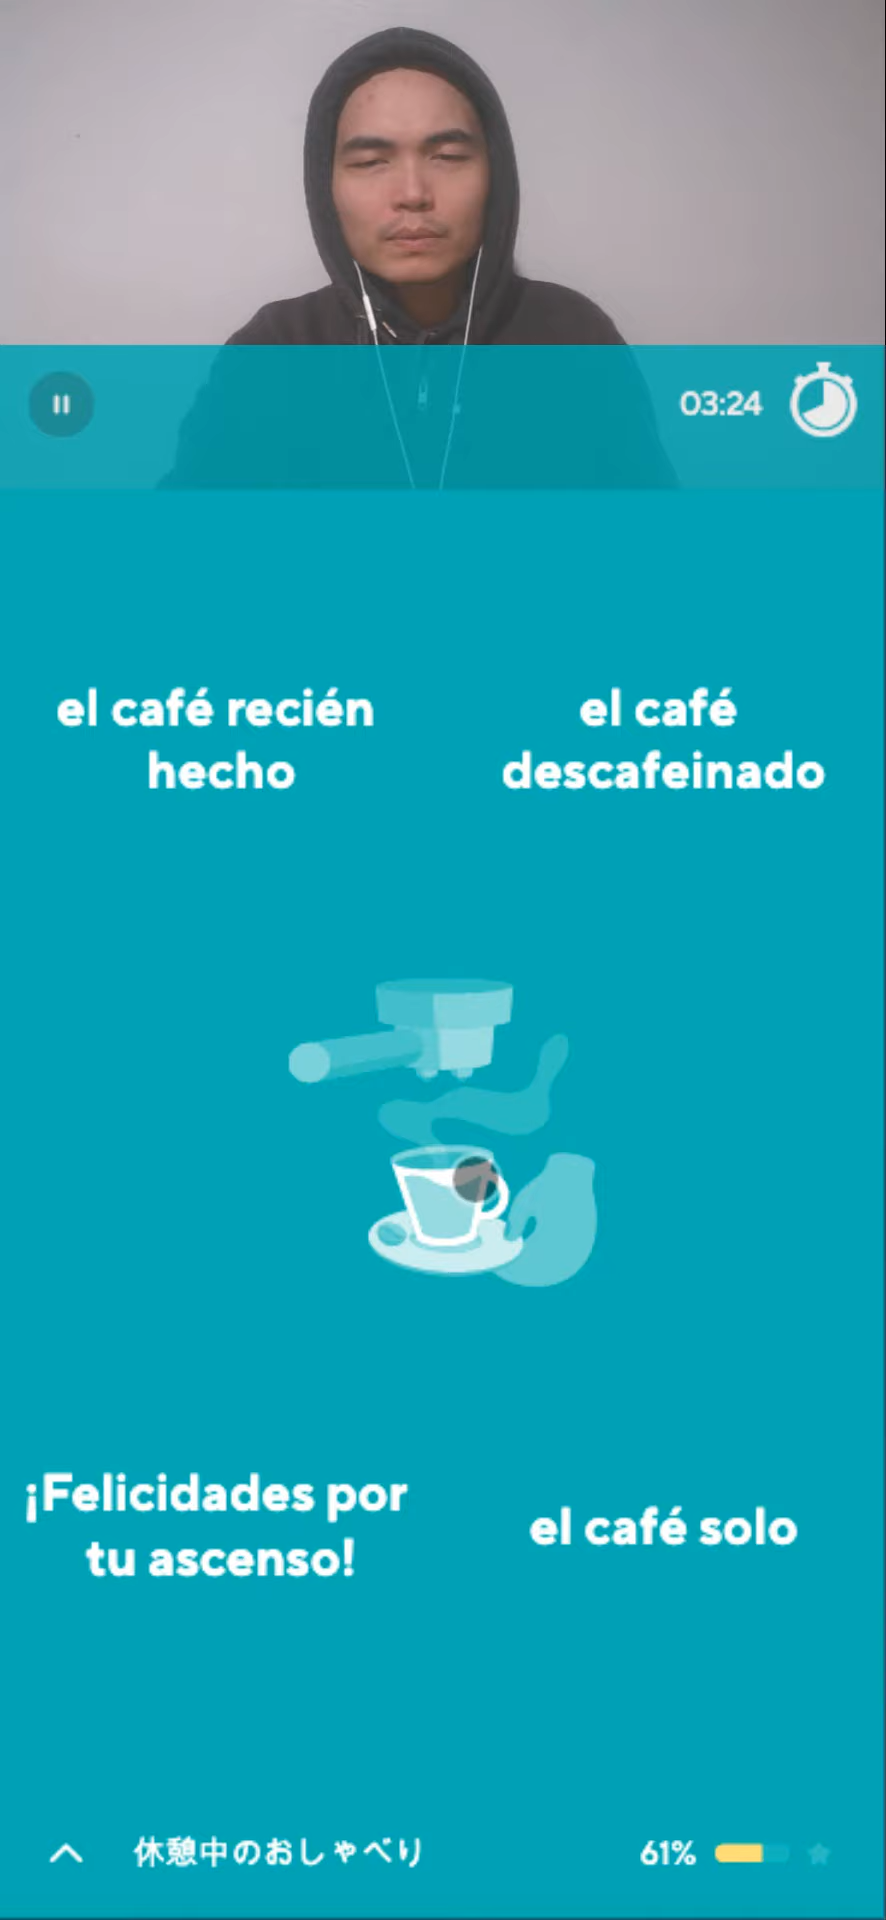 03:24
el café recién
hecho
el café
descafeinado
¡Felicidades por
tu ascenso!
el café solo
休憩中のおしゃべり
61%